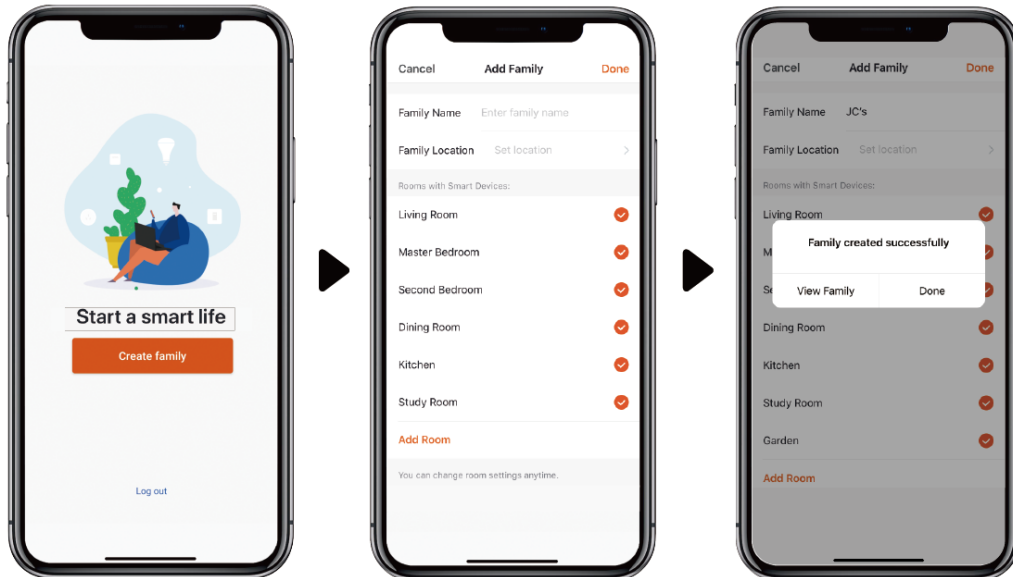 Start a smart life
Create family
Log out
Cancel Add Family Done
Family Name Enter family name
Family Location Set location
Rooms with Smart Devices:
Living Room
Master Bedroom
Second Bedroom
Dining Room
Kitchen
Study Room
Add Room
You can change room settings anytime.
Cancel Add Family Done
Family Name JC's
Family Location Set location
Rooms with Smart Devices:
Living Room
Family created successfully
M
View Family Done
Se
Dining Room
Kitchen
Study Room
Garden
Add Room